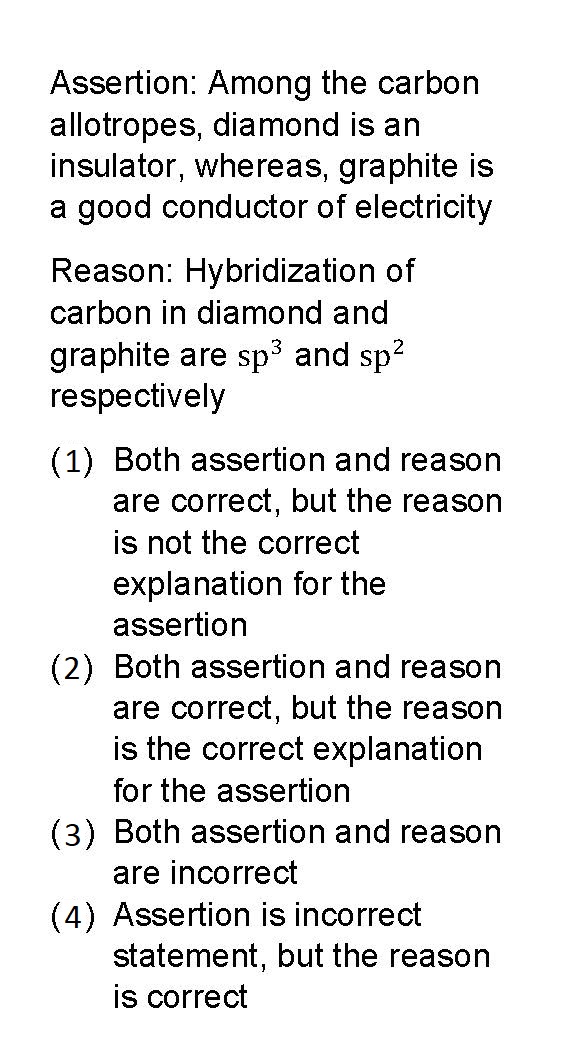 Assertion: Among the carbon
allotropes, diamond is an
insulator, whereas, graphite is
a good conductor of electricity
Reason: Hybridization of
carbon in diamond and
graphite are sp³ and sp²
respectively
(1) Both assertion and reason
are correct, but the reason
is not the correct
explanation for the
assertion
(2) Both assertion and reason
are correct, but the reason
is the correct explanation
for the assertion
(3) Both assertion and reason
are incorrect
(4) Assertion is incorrect
statement, but the reason
is correct